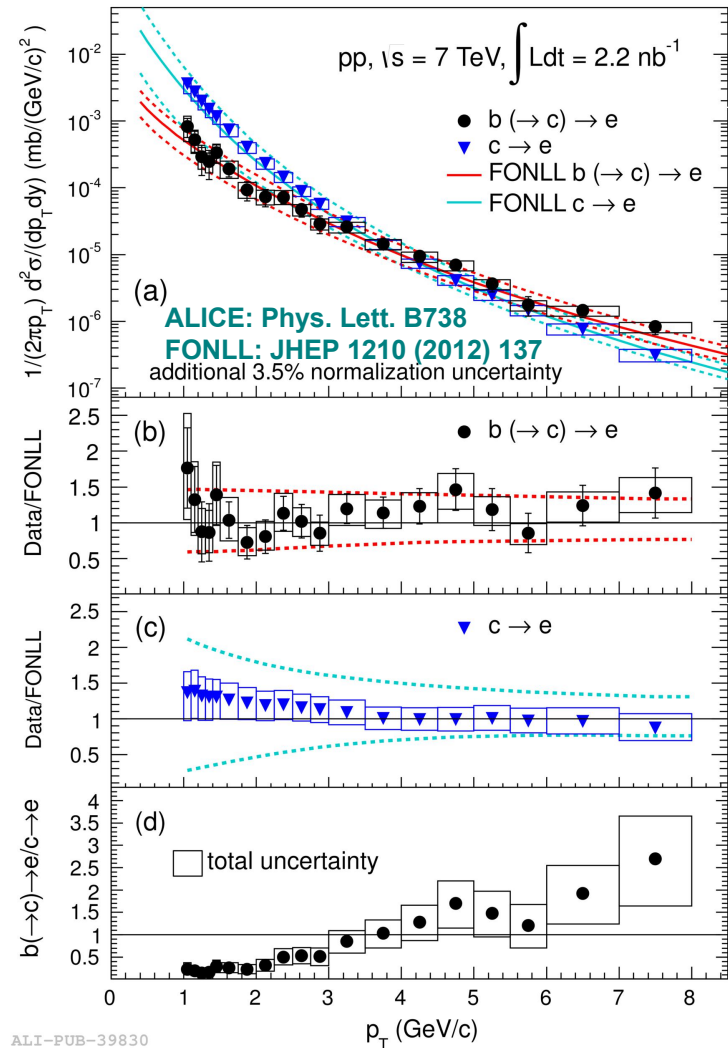 1/(2πp_T) d²σ/(dp_Tdy) (mb/(GeV/c)²)
10⁻²
10⁻³
10⁻⁴
10⁻⁵
10⁻⁶
10⁻⁷
pp, √s = 7 TeV, ∫Ldt = 2.2 nb⁻¹
b (→ c) → e
c → e
FONLL b (→ c) → e
FONLL c → e
(a)
ALICE: Phys. Lett. B738
FONLL: JHEP 1210 (2012) 137
additional 3.5% normalization uncertainty
Data/FONLL
2.5
2
1.5
1
0.5
(b)
b (→ c) → e
Data/FONLL
2.5
2
1.5
1
0.5
(c)
c → e
b(→c)→e/c→e
4
3.5
3
2.5
2
1.5
1
0.5
(d)
total uncertainty
0 1 2 3 4 5 6 7 8
p_T (GeV/c)
ALI-PUB-39830